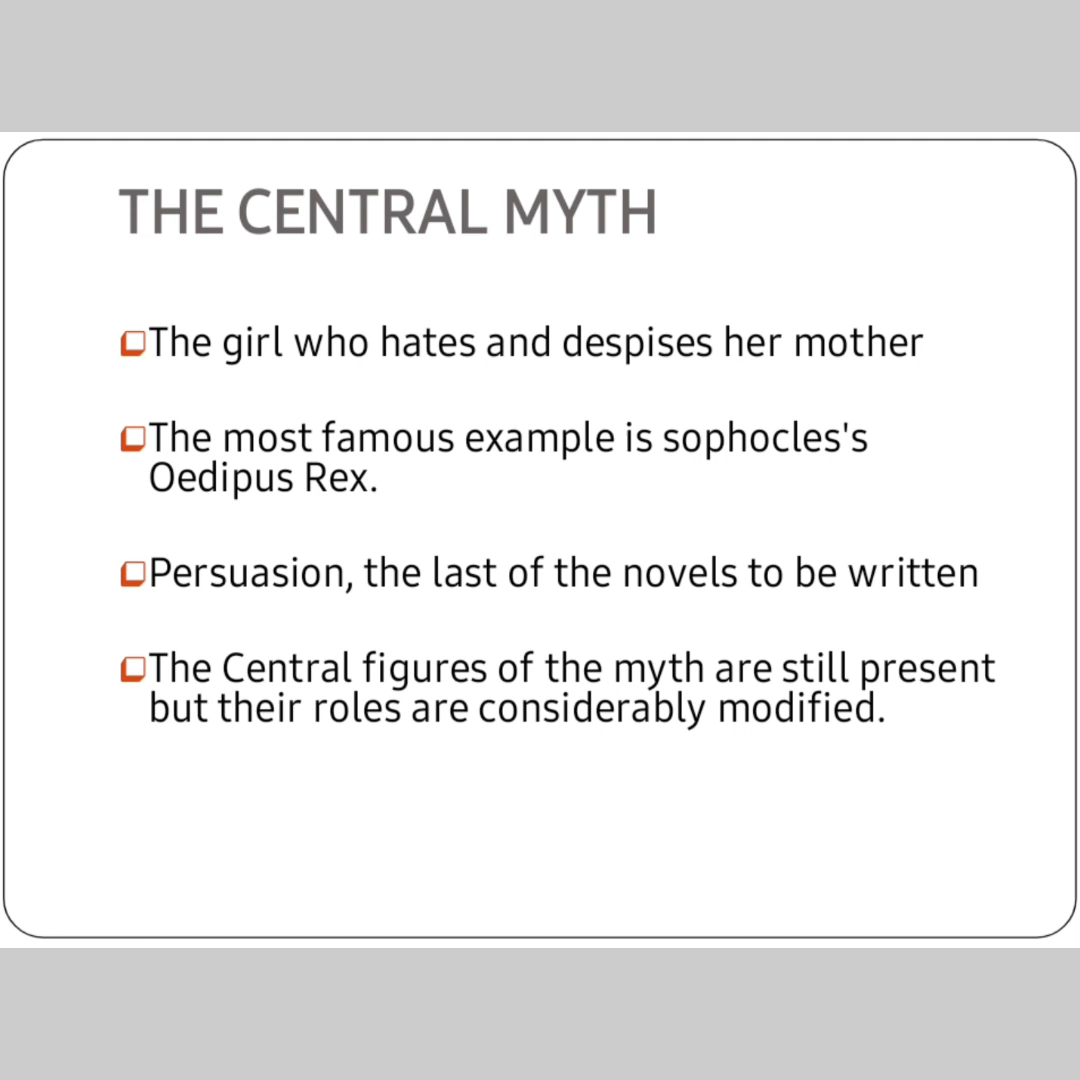 THE CENTRAL MYTH
The girl who hates and despises her mother
The most famous example is sophocles's
Oedipus Rex.
Persuasion, the last of the novels to be written
The Central figures of the myth are still present
but their roles are considerably modified.